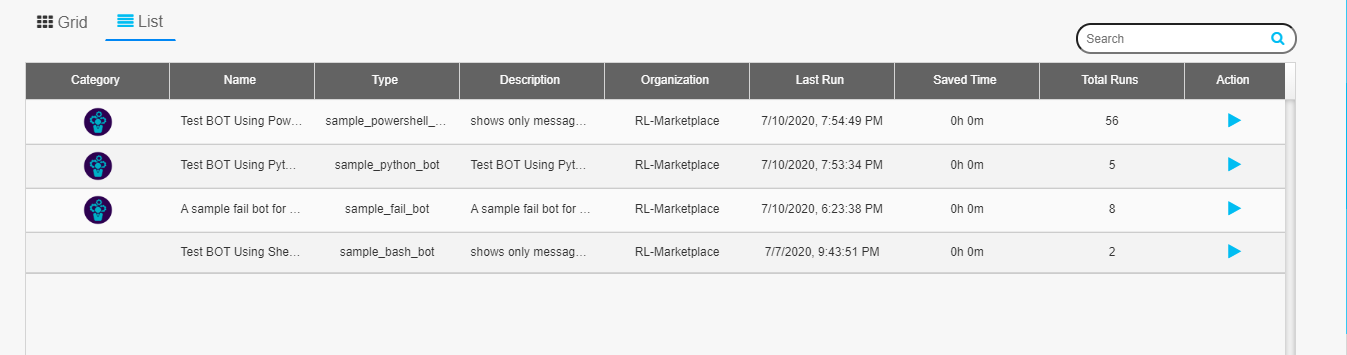 Grid List
Search
Category Name Type Description Organization Last Run Saved Time Total Runs Action
Test BOT Using Pow… sample_powershell_… shows only messag… RL-Marketplace 7/10/2020, 7:54:49 PM 0h 0m 56
Test BOT Using Pyt… sample_python_bot Test BOT Using Pyt… RL-Marketplace 7/10/2020, 7:53:34 PM 0h 0m 5
A sample fail bot for … sample_fail_bot A sample fail bot for … RL-Marketplace 7/10/2020, 6:23:38 PM 0h 0m 8
Test BOT Using She… sample_bash_bot shows only messag… RL-Marketplace 7/7/2020, 9:43:51 PM 0h 0m 2